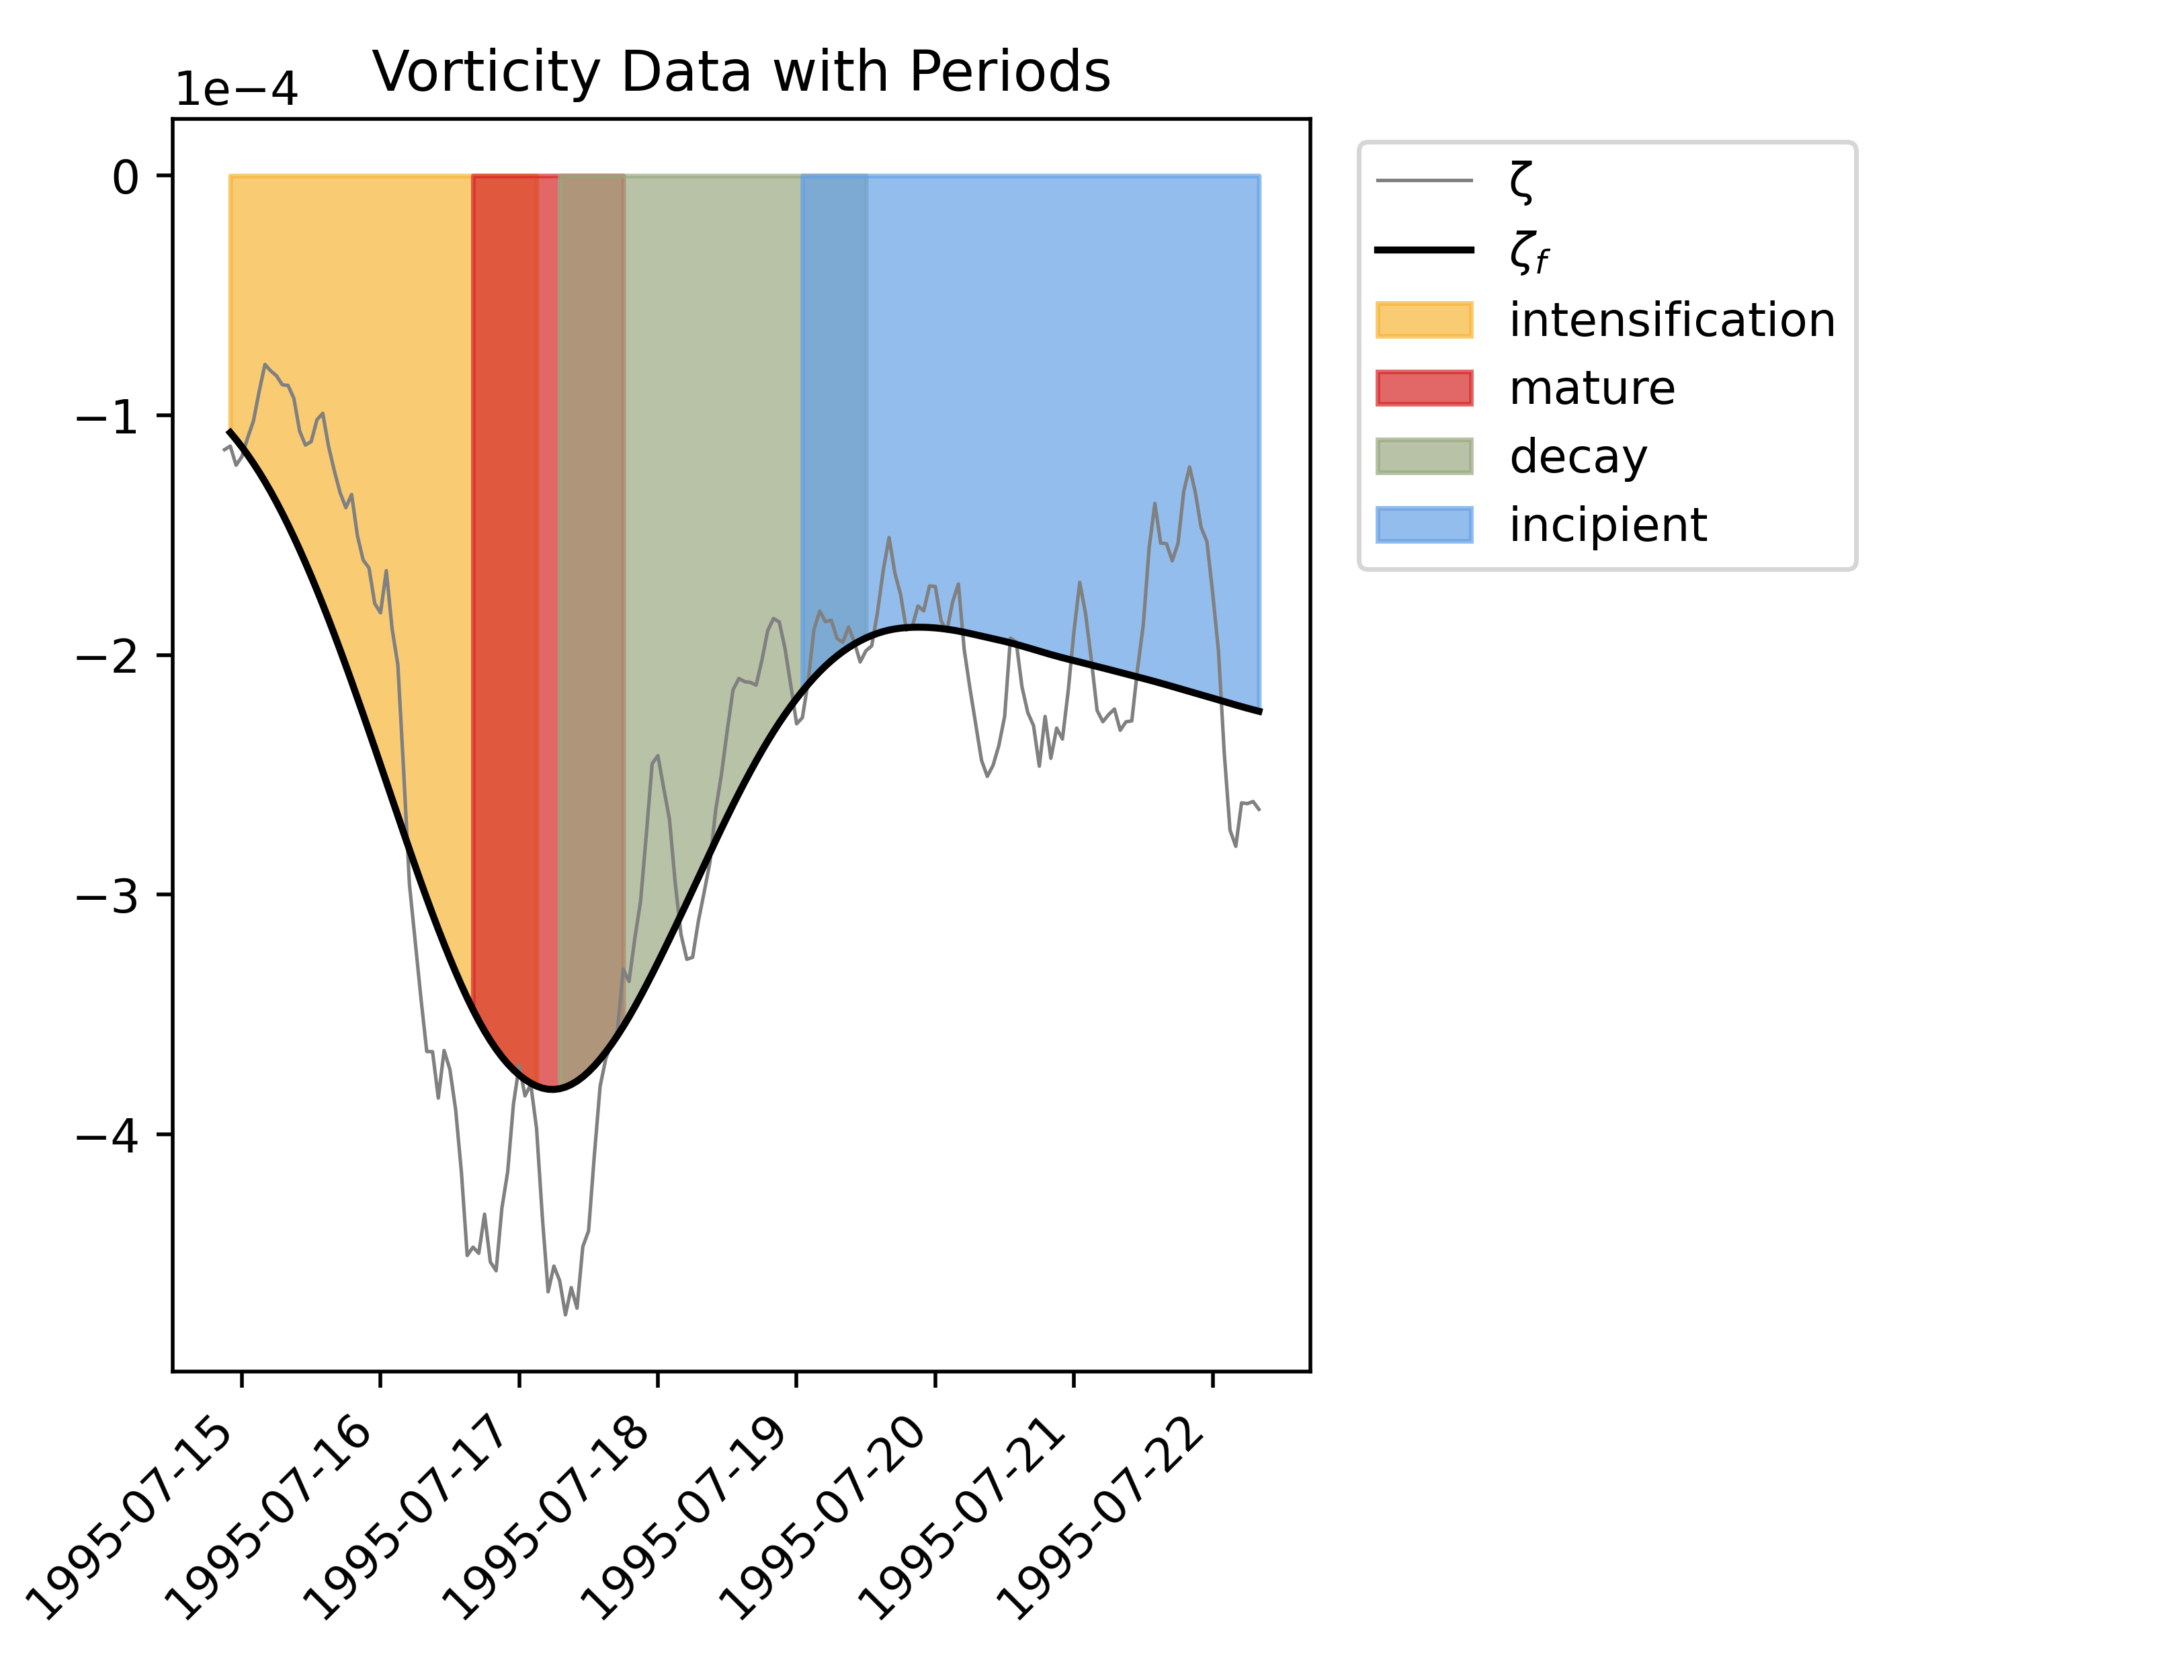 Vorticity Data with Periods
1e−4
0
−1
−2
−3
−4
1995-07-15
1995-07-16
1995-07-17
1995-07-18
1995-07-19
1995-07-20
1995-07-21
1995-07-22
ζ
ζf
intensification
mature
decay
incipient